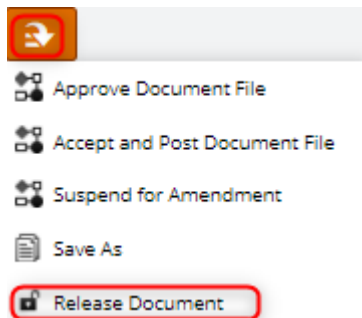 Approve Document File
Accept and Post Document File
Suspend for Amendment
Save As
Release Document